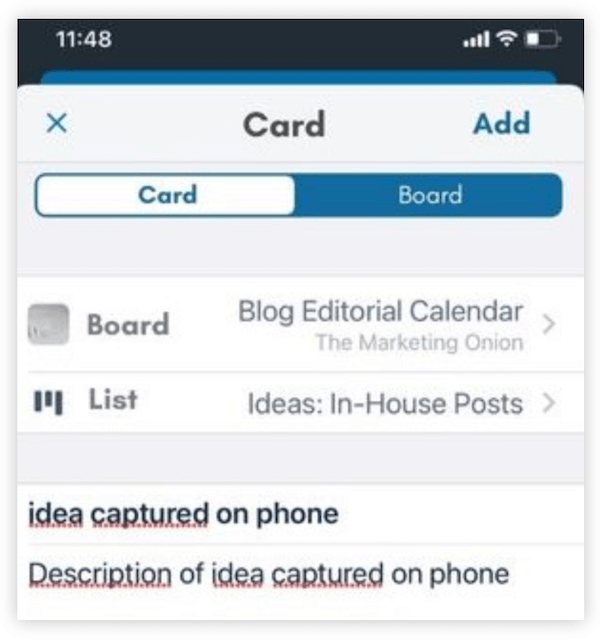 11:48
Card
Add
Card
Board
Board
Blog Editorial Calendar
The Marketing Onion
List
Ideas: In-House Posts
idea captured on phone
Description of idea captured on phone